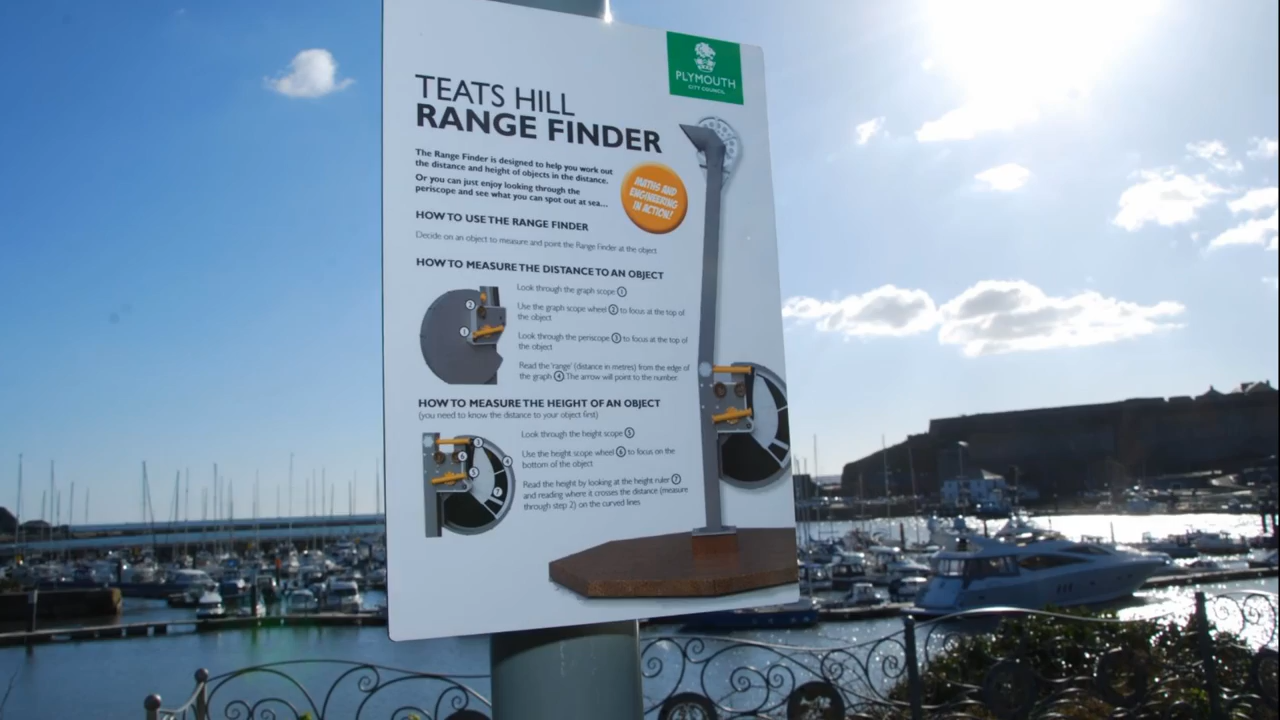 PLYMOUTH
CITY COUNCIL
TEATS HILL
RANGE FINDER
The Range Finder is designed to help you work out
the distance and height of objects in the distance.
Or you can just enjoy looking through the
periscope and see what you can spot out at sea...
MATHS AND
ENGINEERING
IN ACTION!
HOW TO USE THE RANGE FINDER
Decide on an object to measure and point the Range Finder at the object
HOW TO MEASURE THE DISTANCE TO AN OBJECT
2
1
Look through the graph scope 1
Use the graph scope wheel 2 to focus at the top of
the object
Look through the periscope 3 to focus at the top of
the object
Read the 'range' (distance in metres) from the edge of
the graph 4 The arrow will point to the number.
HOW TO MEASURE THE HEIGHT OF AN OBJECT
(you need to know the distance to your object first)
3
6
4
5
7
Look through the height scope 5
Use the height scope wheel 6 to focus on the
bottom of the object
Read the height by looking at the height ruler 7
and reading where it crosses the distance (measure
through step 2) on the curved lines